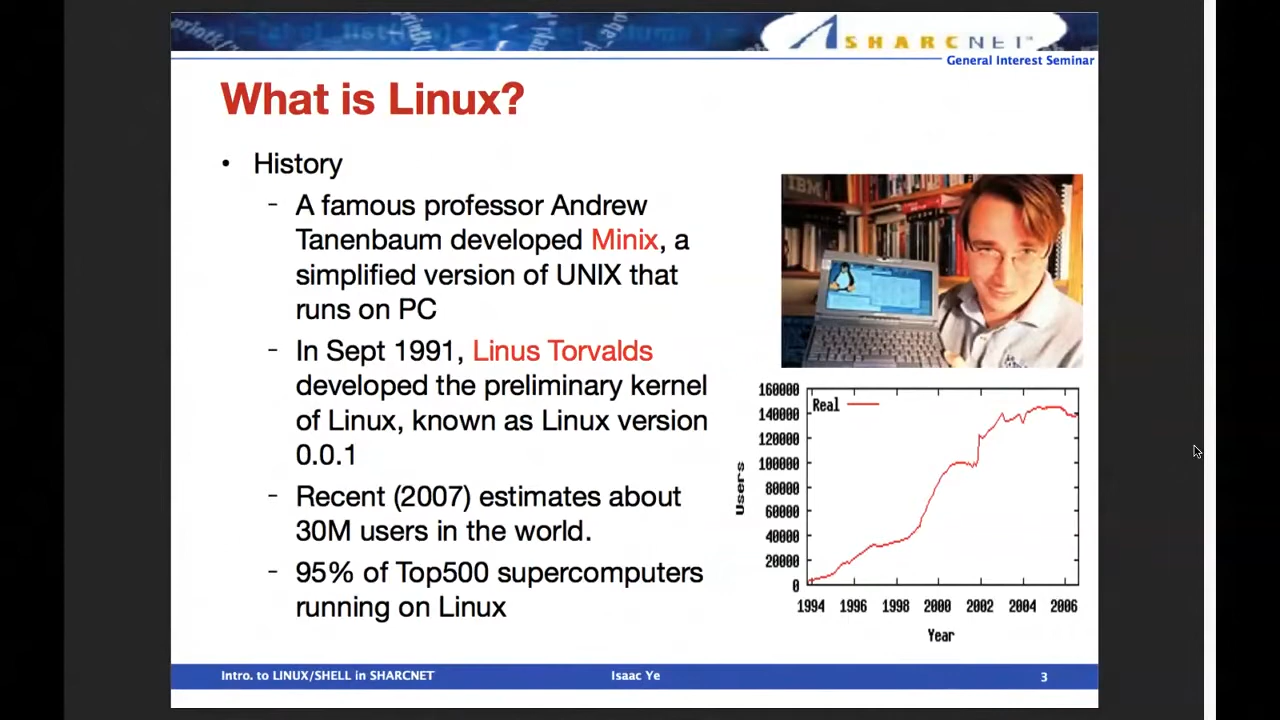 SHARCNET™
General Interest Seminar
What is Linux?
• History
- A famous professor Andrew
Tanenbaum developed Minix, a
simplified version of UNIX that
runs on PC
- In Sept 1991, Linus Torvalds
developed the preliminary kernel
of Linux, known as Linux version
0.0.1
- Recent (2007) estimates about
30M users in the world.
- 95% of Top500 supercomputers
running on Linux
IBM
160000
140000
120000
100000
80000
60000
40000
20000
0
Real
Users
1994 1996 1998 2000 2002 2004 2006
Year
Intro. to LINUX/SHELL in SHARCNET
Isaac Ye
3